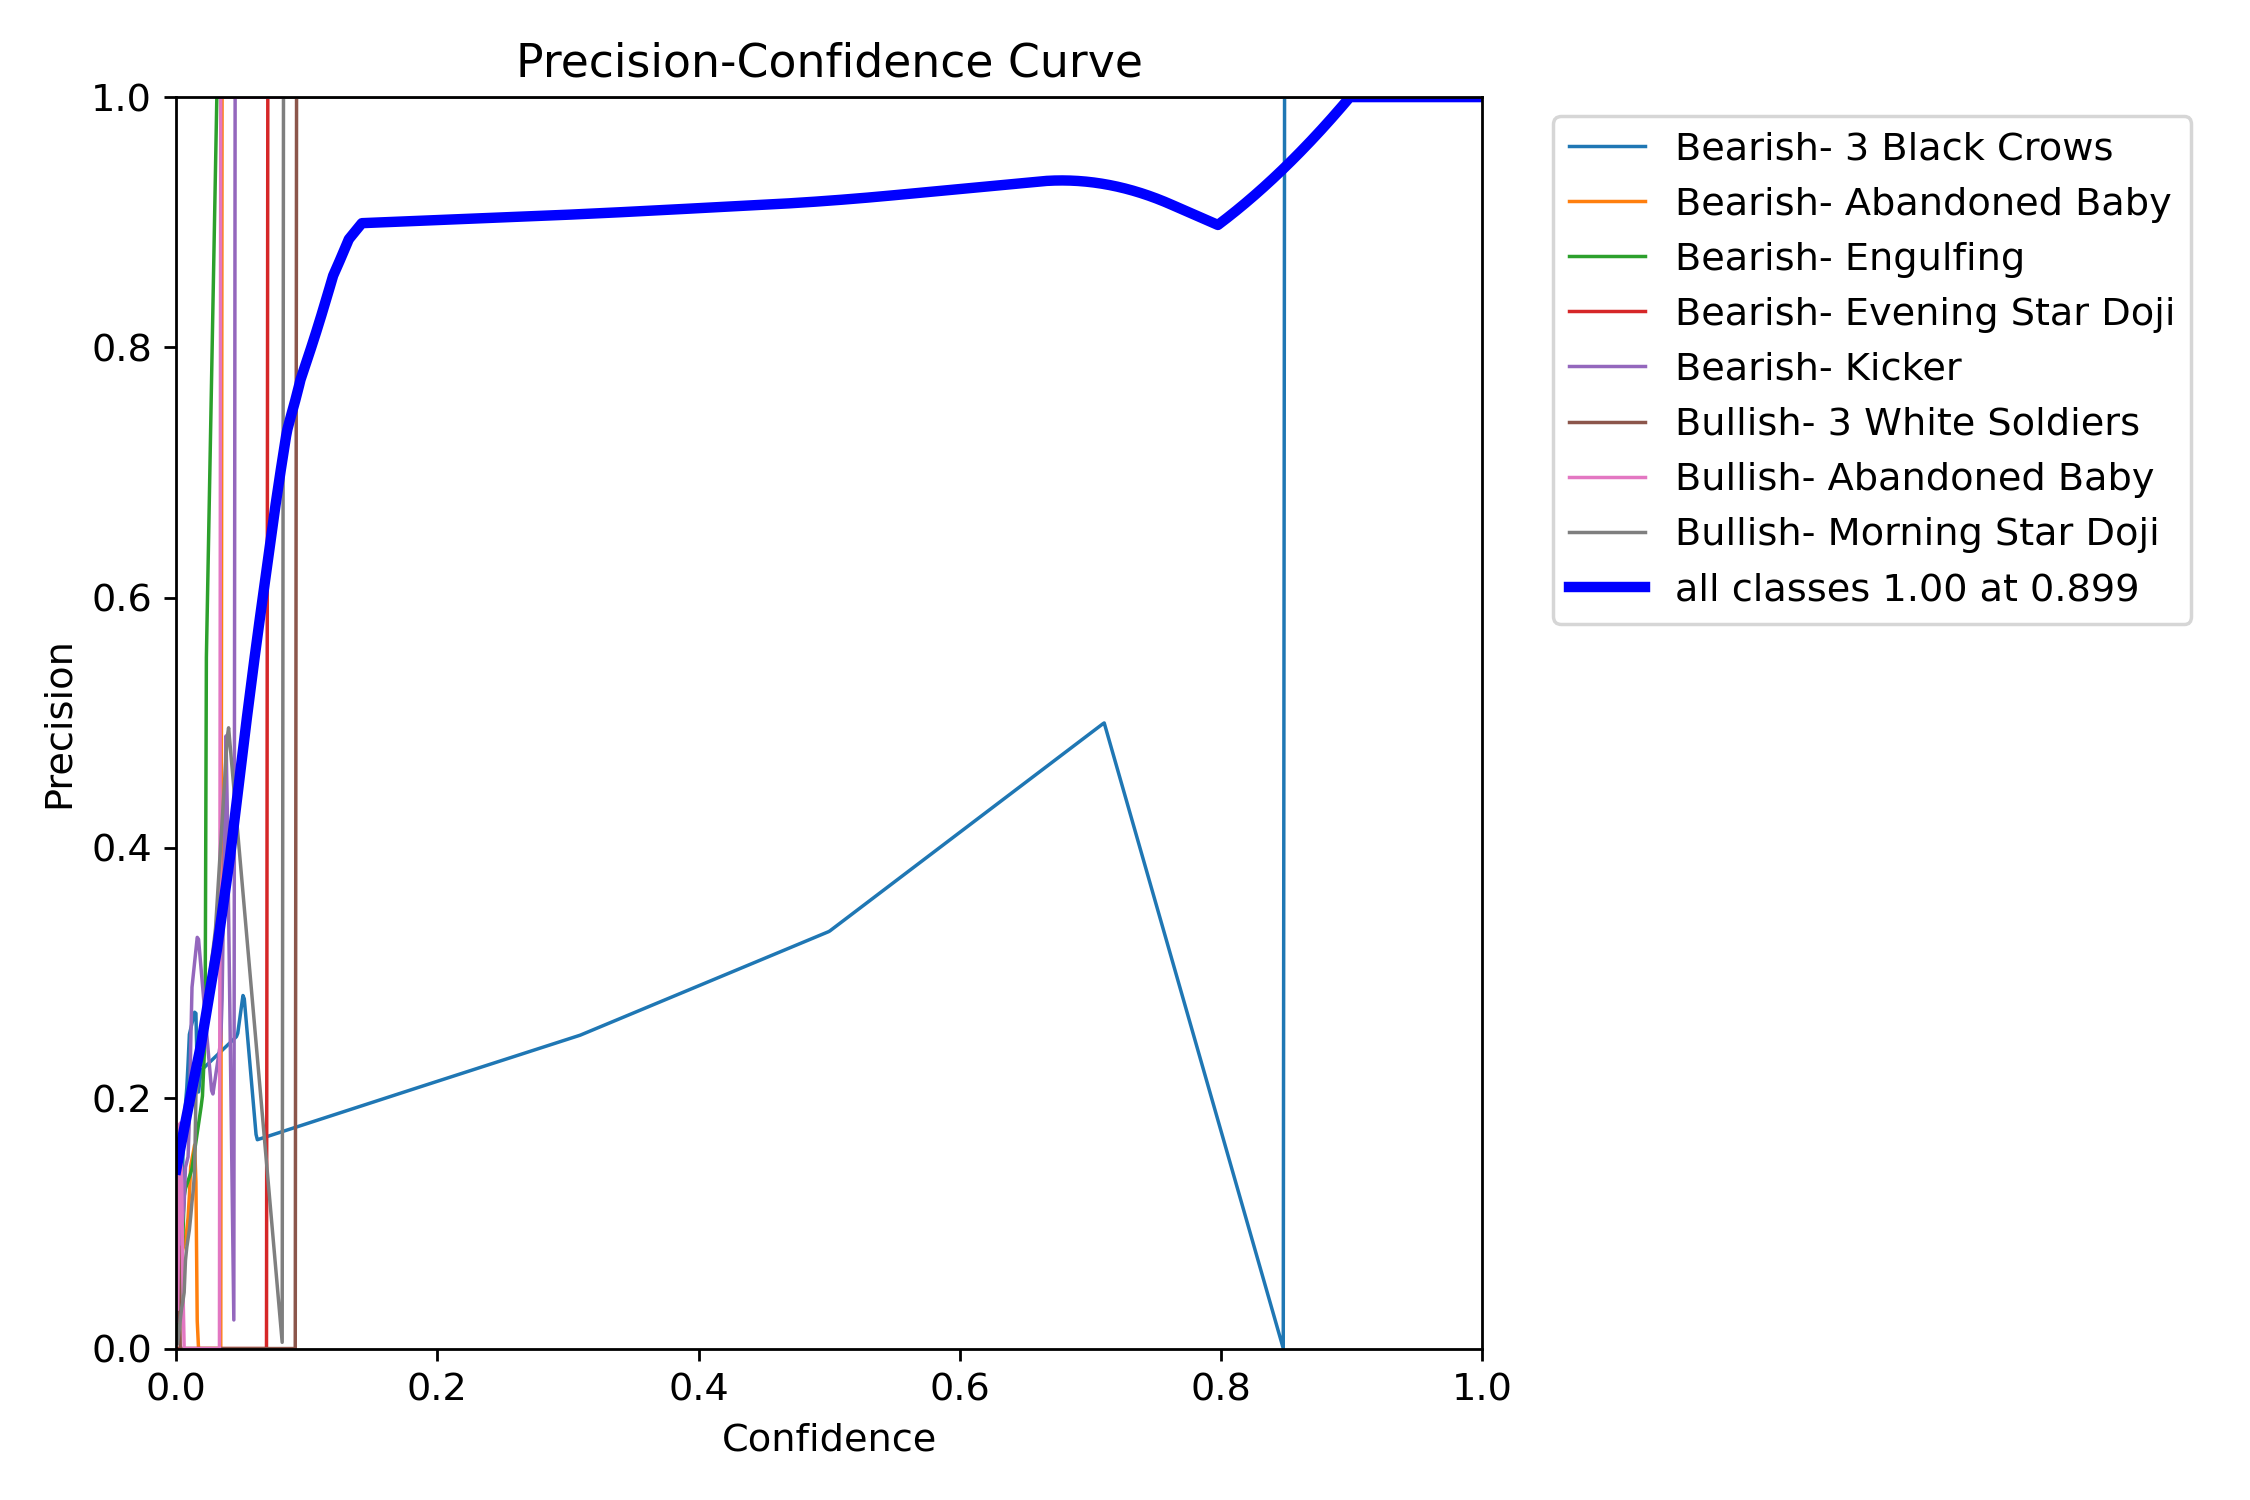 Precision-Confidence Curve
1.0
0.8
0.6
0.4
0.2
0.0
Precision
0.0 0.2 0.4 0.6 0.8 1.0
Confidence
Bearish- 3 Black Crows
Bearish- Abandoned Baby
Bearish- Engulfing
Bearish- Evening Star Doji
Bearish- Kicker
Bullish- 3 White Soldiers
Bullish- Abandoned Baby
Bullish- Morning Star Doji
all classes 1.00 at 0.899